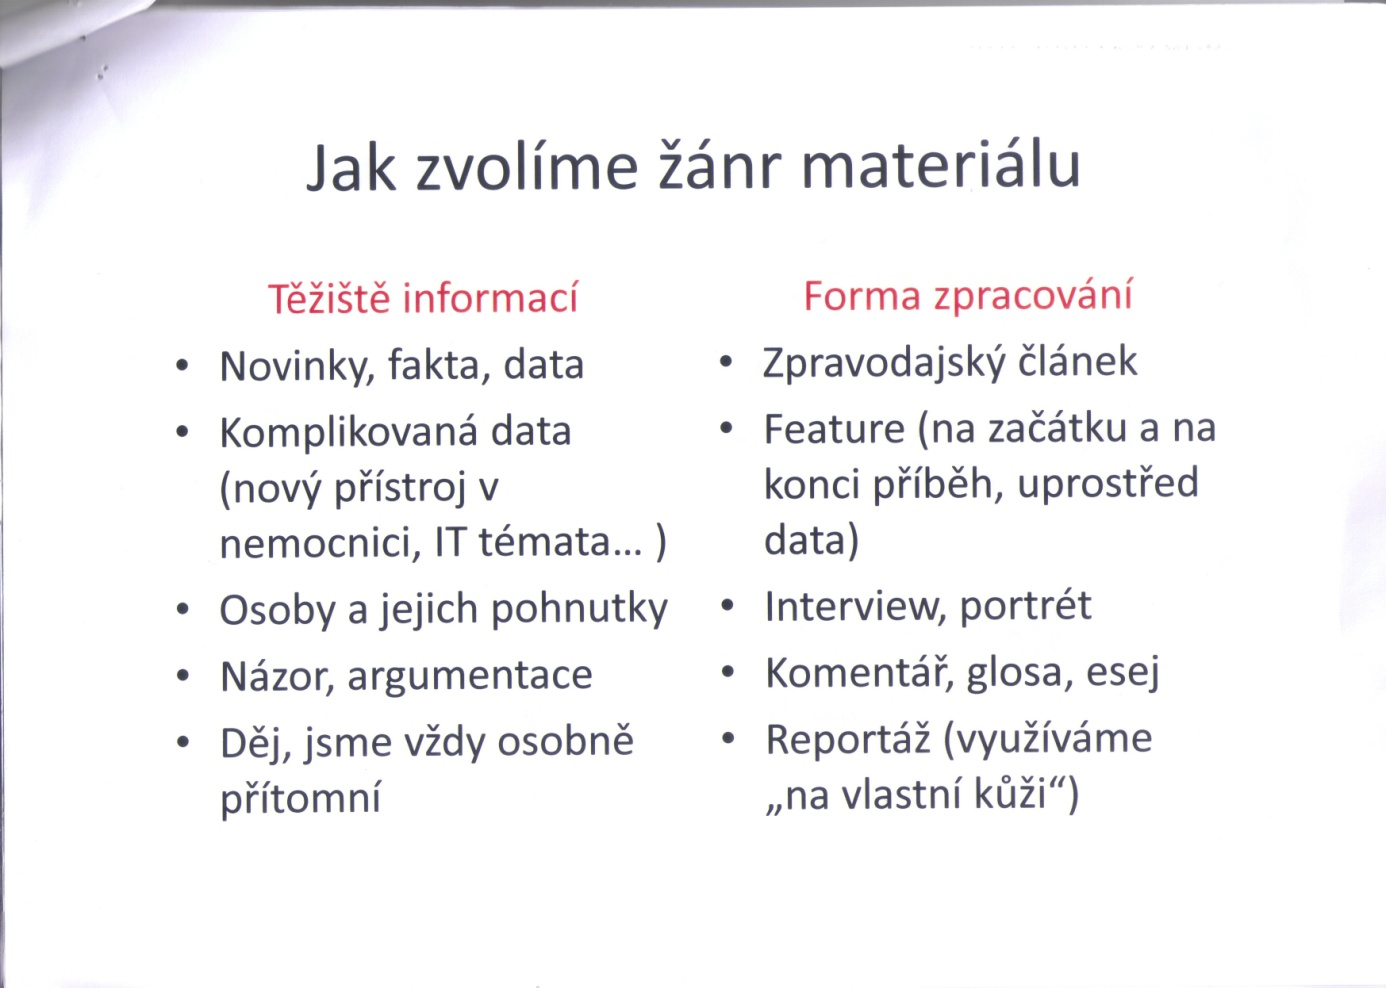 Jak zvolíme žánr materiálu
Těžiště informací
• Novinky, fakta, data
• Komplikovaná data
(nový přístroj v
nemocnici, IT témata... )
• Osoby a jejich pohnutky
• Názor, argumentace
• Děj, jsme vždy osobně
přítomní
Forma zpracování
• Zpravodajský článek
• Feature (na začátku a na
konci příběh, uprostřed
data)
• Interview, portrét
• Komentář, glosa, esej
• Reportáž (využíváme
„na vlastní kůži“)